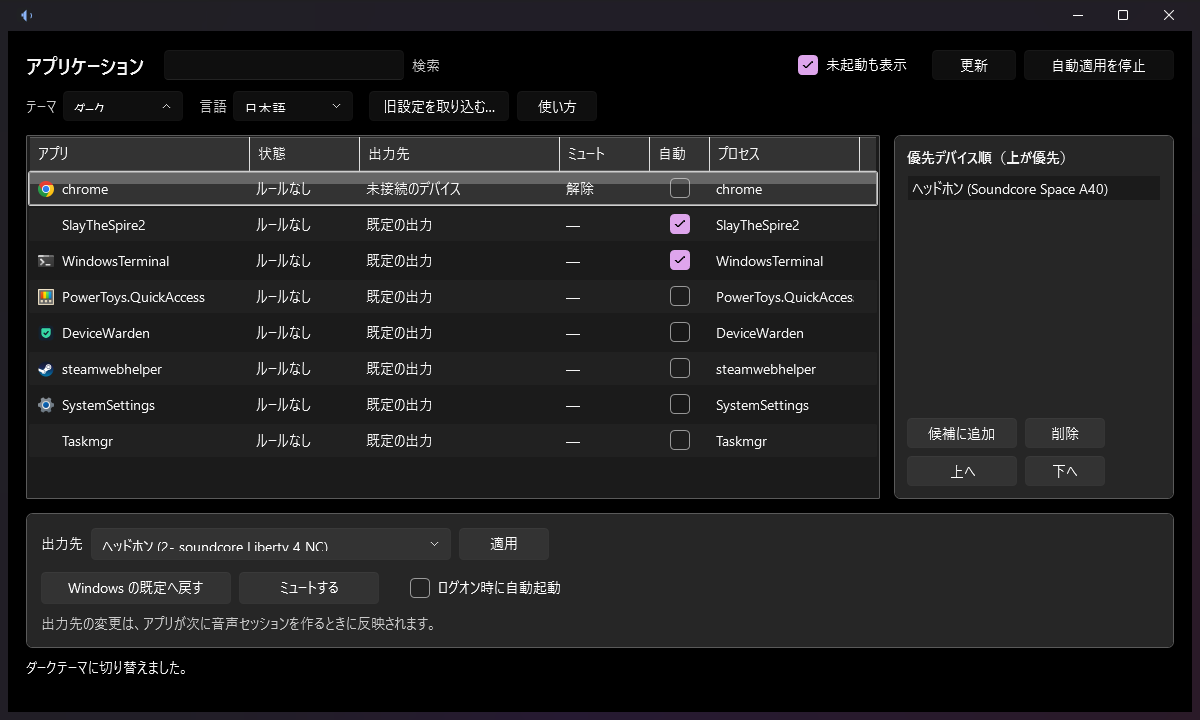 アプリケーション 検索 未起動も表示 更新 自動適用を停止
テーマ ダーク 言語 日本語 旧設定を取り込む... 使い方
アプリ 状態 出力先 ミュート 自動 プロセス
chrome ルールなし 未接続のデバイス 解除 chrome
SlayTheSpire2 ルールなし 既定の出力 — SlayTheSpire2
WindowsTerminal ルールなし 既定の出力 — WindowsTerminal
PowerToys.QuickAccess ルールなし 既定の出力 — PowerToys.QuickAcces
DeviceWarden ルールなし 既定の出力 — DeviceWarden
steamwebhelper ルールなし 既定の出力 — steamwebhelper
SystemSettings ルールなし 既定の出力 — SystemSettings
Taskmgr ルールなし 既定の出力 — Taskmgr
優先デバイス順（上が優先）
ヘッドホン (Soundcore Space A40)
候補に追加 削除
上へ 下へ
出力先 ヘッドホン (2- soundcore Liberty 4 NC) 適用
Windows の既定へ戻す ミュートする ログオン時に自動起動
出力先の変更は、アプリが次に音声セッションを作るときに反映されます。
ダークテーマに切り替えました。